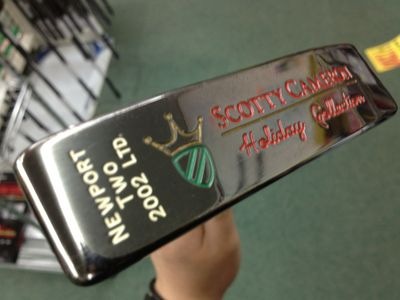 SCOTTY CAMERON
Holiday Collection
NEWPORT
TWO
2002 LTD.